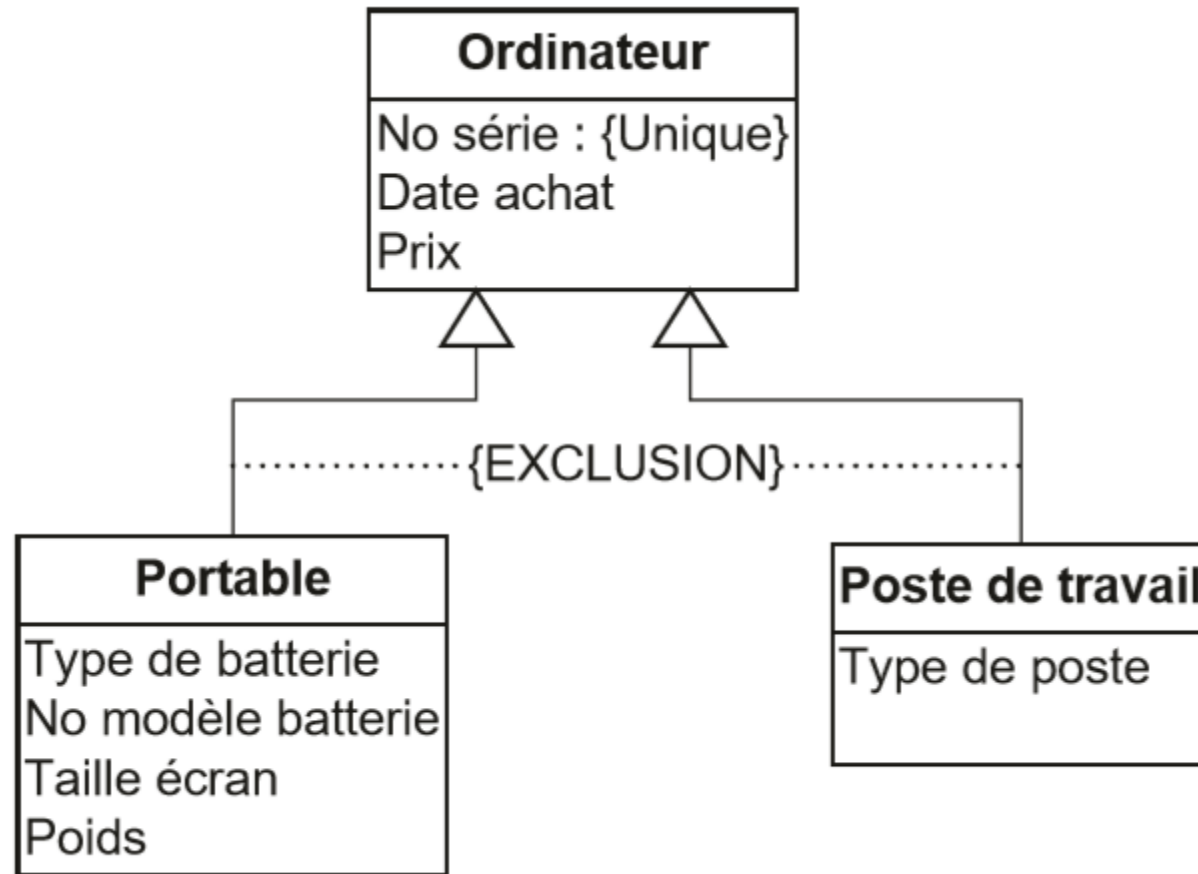 Ordinateur
No série : {Unique}
Date achat
Prix
{EXCLUSION}
Portable
Type de batterie
No modèle batterie
Taille écran
Poids
Poste de travail
Type de poste